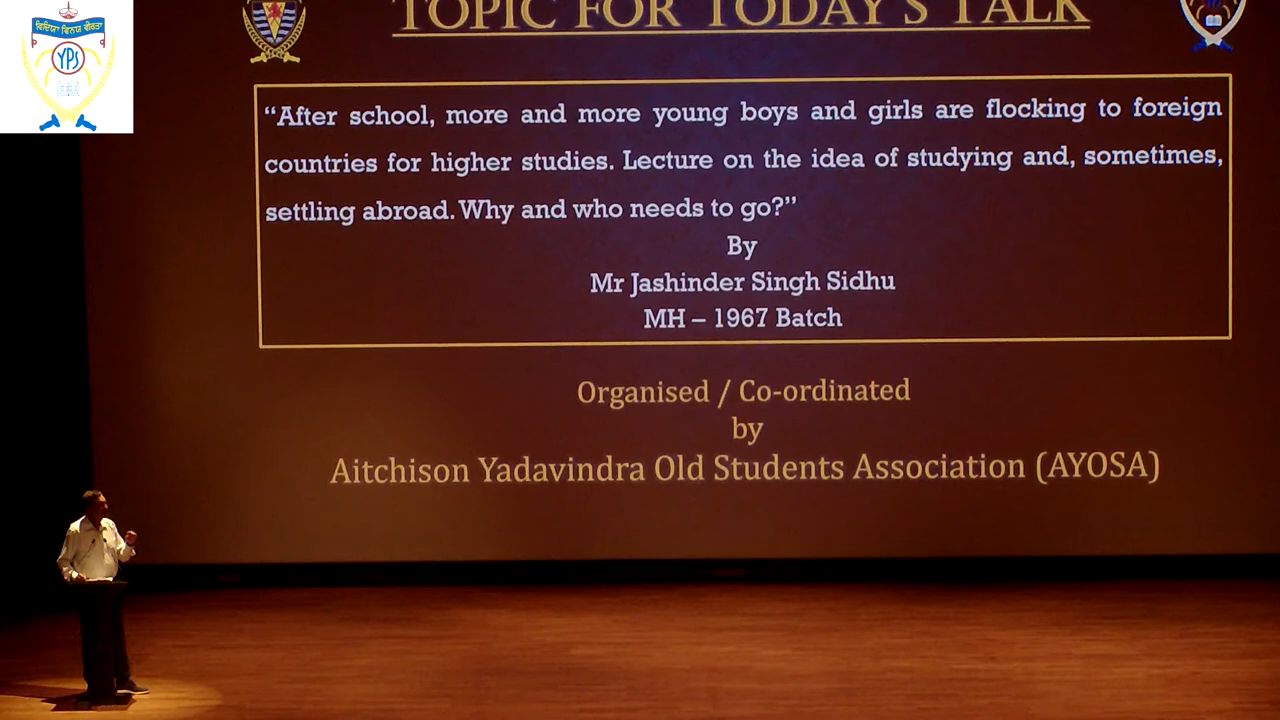 ਵਿਦਿਯਾ ਵਿਨਯ ਵੀਰਤਾ
YPS
TOPIC FOR TODAY'S TALK
“After school, more and more young boys and girls are flocking to foreign
countries for higher studies. Lecture on the idea of studying and, sometimes,
settling abroad. Why and who needs to go?”
By
Mr Jashinder Singh Sidhu
MH – 1967 Batch
Organised / Co-ordinated
by
Aitchison Yadavindra Old Students Association (AYOSA)